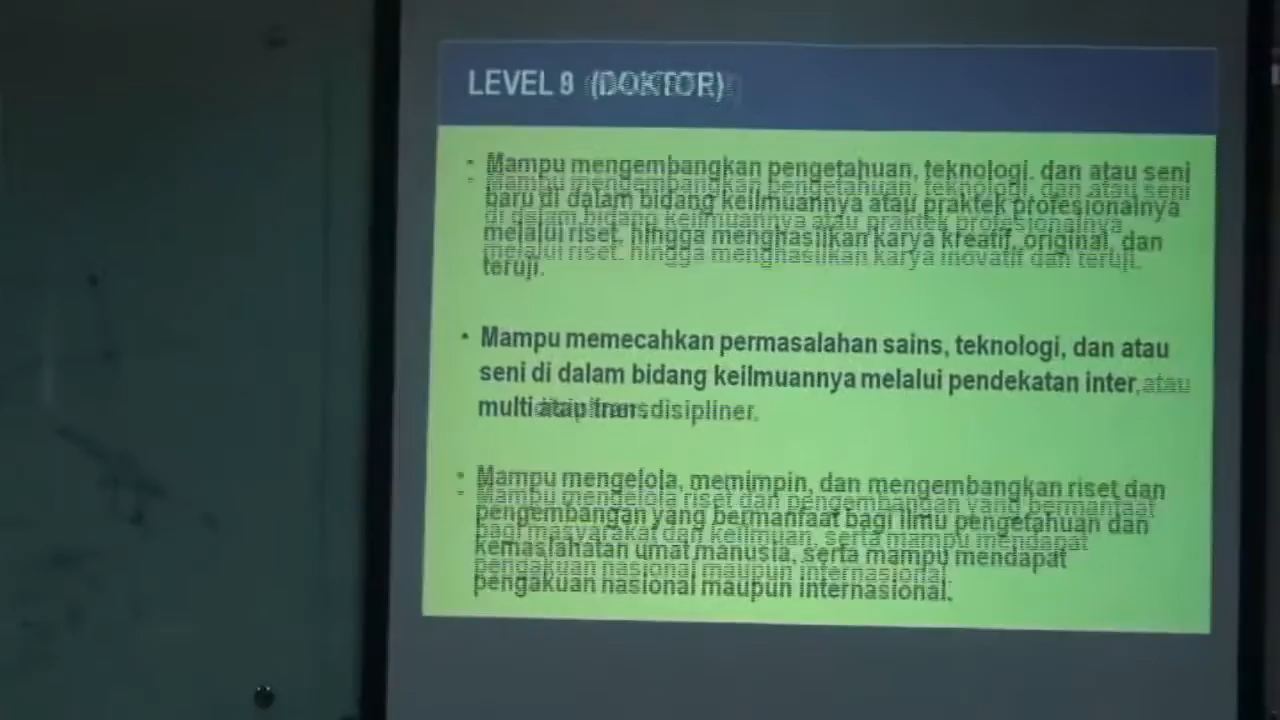 LEVEL 9 (DOKTOR)
• Mampu mengembangkan pengetahuan, teknologi, dan atau seni
baru di dalam bidang keilmuannya atau praktek profesionalnya
melalui riset, hingga menghasilkan karya kreatif, original, dan
teruji.
• Mampu memecahkan permasalahan sains, teknologi, dan atau
seni di dalam bidang keilmuannya melalui pendekatan inter,
multi atau transdisipliner.
• Mampu mengelola, memimpin, dan mengembangkan riset dan
pengembangan yang bermanfaat bagi ilmu pengetahuan dan
kemaslahatan umat manusia, serta mampu mendapat
pengakuan nasional maupun internasional.